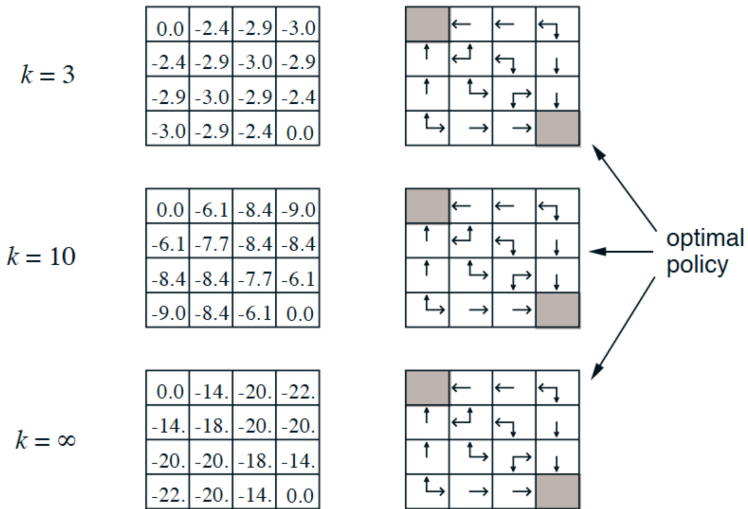 0.0 -2.4 -2.9 -3.0
-2.4 -2.9 -3.0 -2.9
k = 3
-2.9 -3.0 -2.9 -2.4
-3.0 -2.9 -2.4 0.0
0.0 -6.1 -8.4 -9.0
-6.1 -7.7 -8.4 -8.4
k = 10
-8.4 -8.4 -7.7 -6.1
-9.0 -8.4 -6.1 0.0
optimal
policy
0.0 -14. -20. -22.
-14. -18. -20. -20.
k = ∞
-20. -20. -18. -14.
-22. -20. -14. 0.0